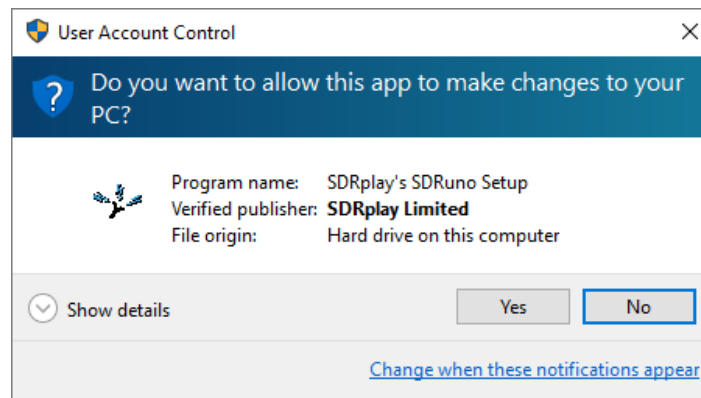 User Account Control
Do you want to allow this app to make changes to your
PC?
Program name: SDRplay's SDRuno Setup
Verified publisher: SDRplay Limited
File origin: Hard drive on this computer
Show details
Yes
No
Change when these notifications appear